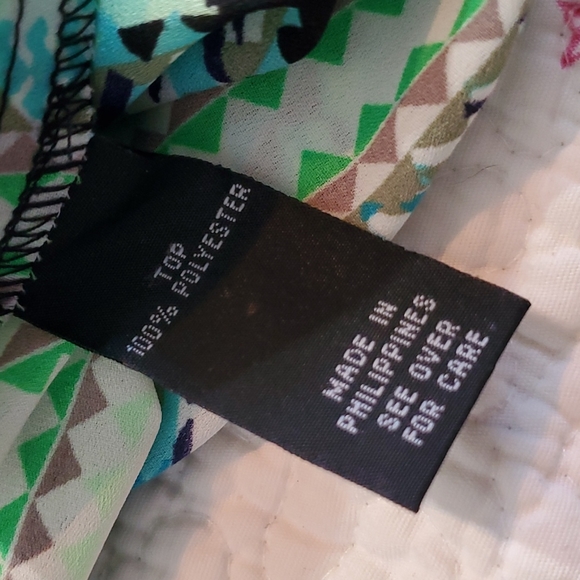 TOP
100% POLYESTER
MADE IN
PHILIPPINES
SEE OVER
FOR CARE